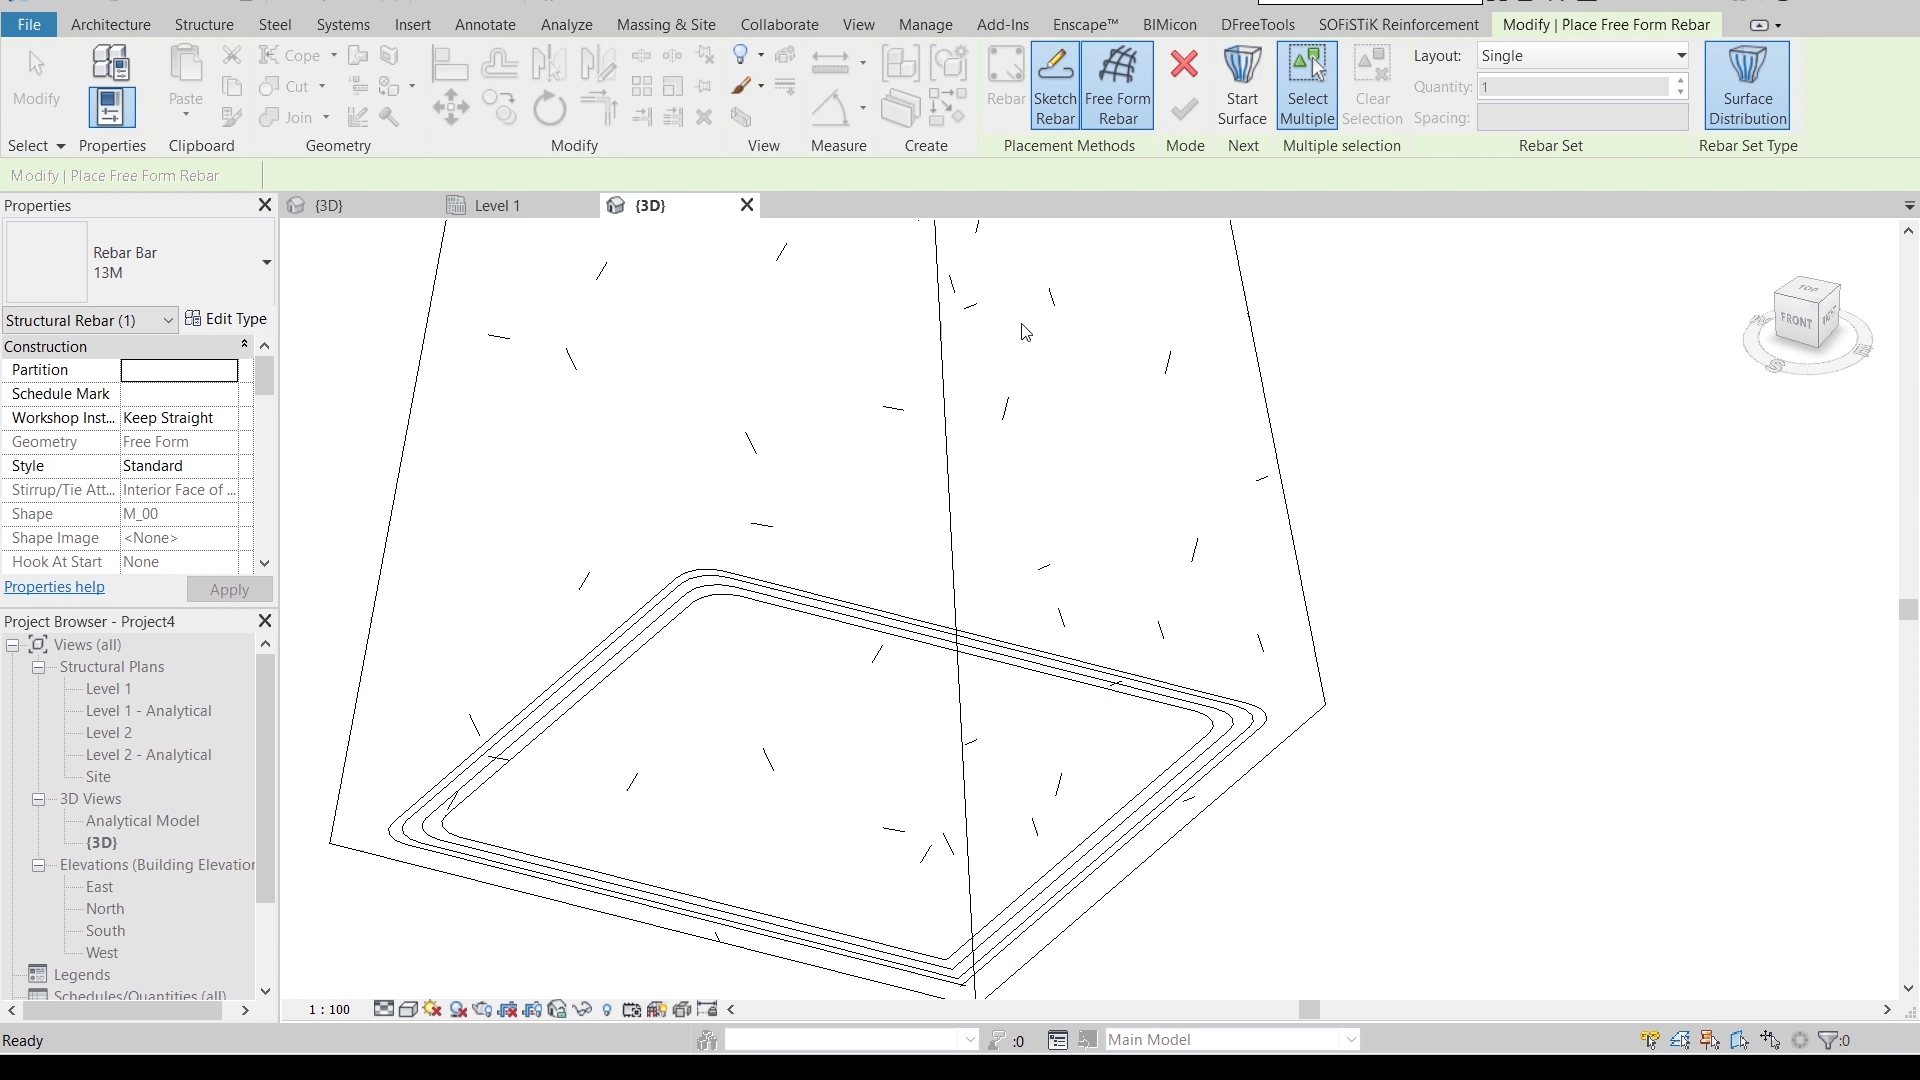 File Architecture Structure Steel Systems Insert Annotate Analyze Massing & Site Collaborate View Manage Add-Ins Enscape™ BIMicon DFreeTools SOFiSTiK Reinforcement Modify | Place Free Form Rebar
Modify
Paste
Cope
Cut
Join
Rebar
Sketch Rebar
Free Form Rebar
Start Surface
Select Multiple
Clear Selection
Layout: Single
Quantity: 1
Spacing:
Surface Distribution
Select Properties Clipboard Geometry Modify View Measure Create Placement Methods Mode Next Multiple selection Rebar Set Rebar Set Type
Modify | Place Free Form Rebar
Properties
{3D} Level 1 {3D}
Rebar Bar
13M
Structural Rebar (1) Edit Type
Construction
Partition
Schedule Mark
Workshop Inst... Keep Straight
Geometry Free Form
Style Standard
Stirrup/Tie Att... Interior Face of ...
Shape M_00
Shape Image <None>
Hook At Start None
Properties help Apply
Project Browser - Project4
Views (all)
Structural Plans
Level 1
Level 1 - Analytical
Level 2
Level 2 - Analytical
Site
3D Views
Analytical Model
{3D}
Elevations (Building Elevation
East
North
South
West
Legends
Schedules/Quantities (all)
TOP
FRONT
S
1 : 100
Ready
:0
Main Model
:0